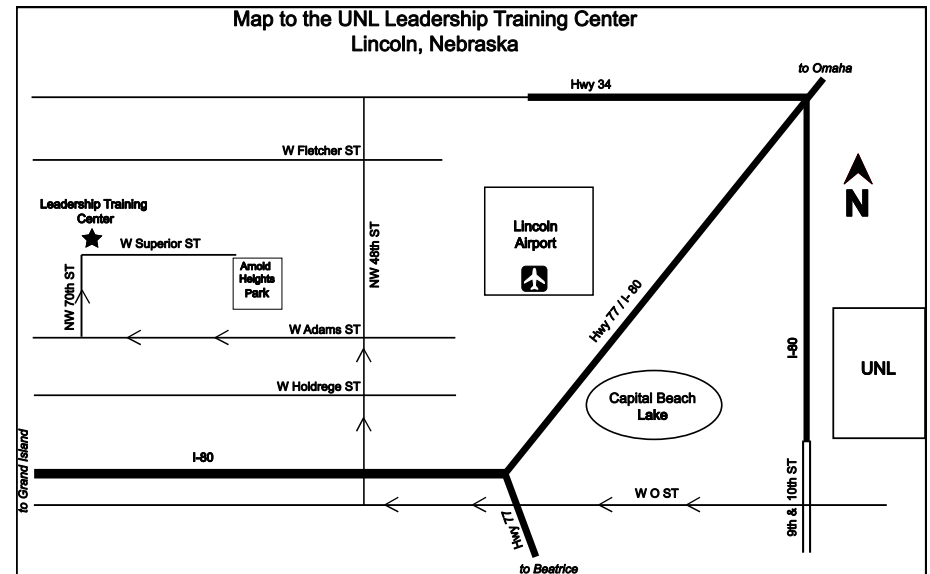 Map to the UNL Leadership Training Center
Lincoln, Nebraska
to Omaha
Hwy 34
W Fletcher ST
N
Leadership Training
Center
W Superior ST
NW 48th ST
Lincoln
Airport
Arnold
Heights
Park
NW 70th ST
Hwy 77 / I- 80
W Adams ST
I-80
UNL
W Holdrege ST
Capital Beach
Lake
to Grand Island
I-80
9th & 10th ST
W O ST
Hwy 77
to Beatrice